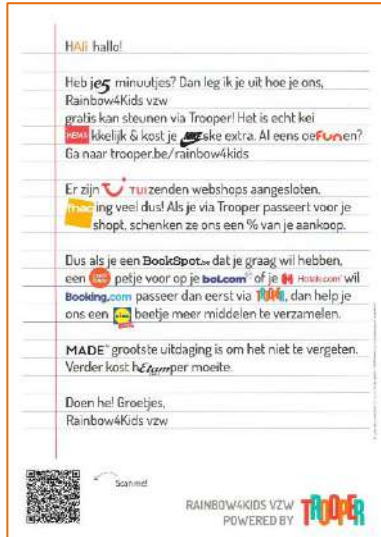 HAli hallo!
Heb je 5 minuutjes? Dan leg ik je uit hoe je ons,
Rainbow4Kids vzw
gratis kan steunen via Trooper! Het is echt kei
HEMA kkelijk & kost je NIKE ske extra. Al eens oeFunen?
Ga naar trooper.be/rainbow4kids
Er zijn TUI zenden webshops aangesloten.
fnac ing veel dus! Als je via Trooper passeert voor je
shopt, schenken ze ons een % van je aankoop.
Dus als je een BookSpot.be dat je graag wil hebben,
een petje voor op je bol.com of je Hotels.com wil
Booking.com passeer dan eerst via TROOPER, dan help je
ons een LIDL beetje meer middelen te verzamelen.
MADE grootste uitdaging is om het niet te vergeten.
Verder kost hEtam per moeite.
Doen he! Groetjes,
Rainbow4Kids vzw
Scan me!
RAINBOW4KIDS VZW
POWERED BY TROOPER